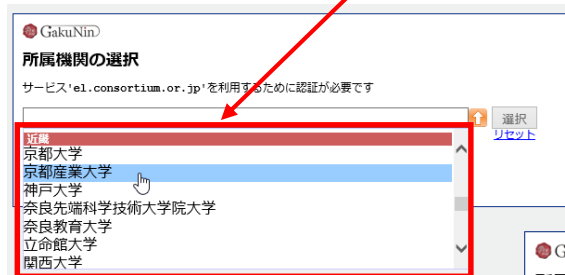 GakuNin
所属機関の選択
サービス'el.consortium.or.jp'を利用するために認証が必要です
選択
リセット
近畿
京都大学
京都産業大学
神戸大学
奈良先端科学技術大学院大学
奈良教育大学
立命館大学
関西大学
G